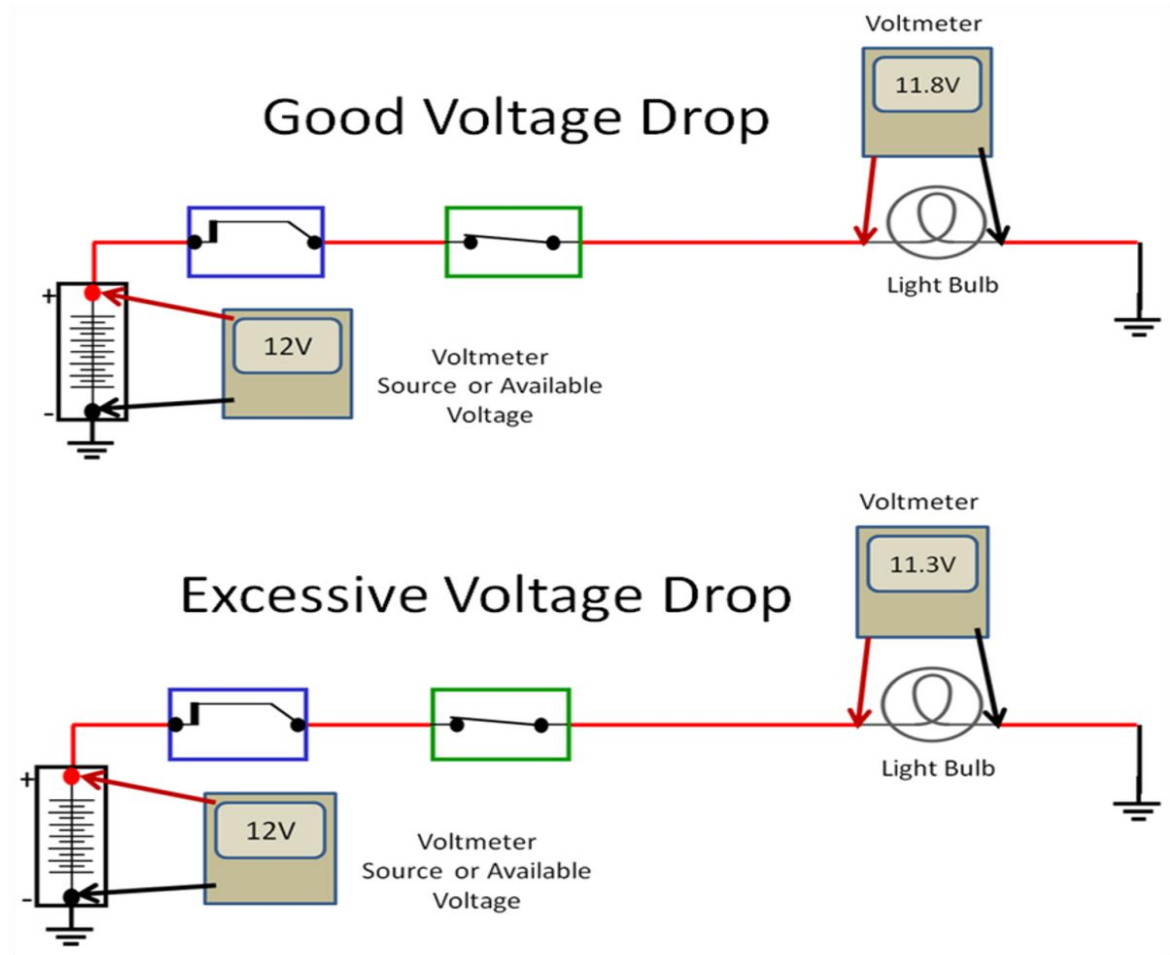 Voltmeter
11.8V
Good Voltage Drop
Light Bulb
+
12V
-
Voltmeter
Source or Available
Voltage
Voltmeter
11.3V
Excessive Voltage Drop
Light Bulb
+
12V
-
Voltmeter
Source or Available
Voltage